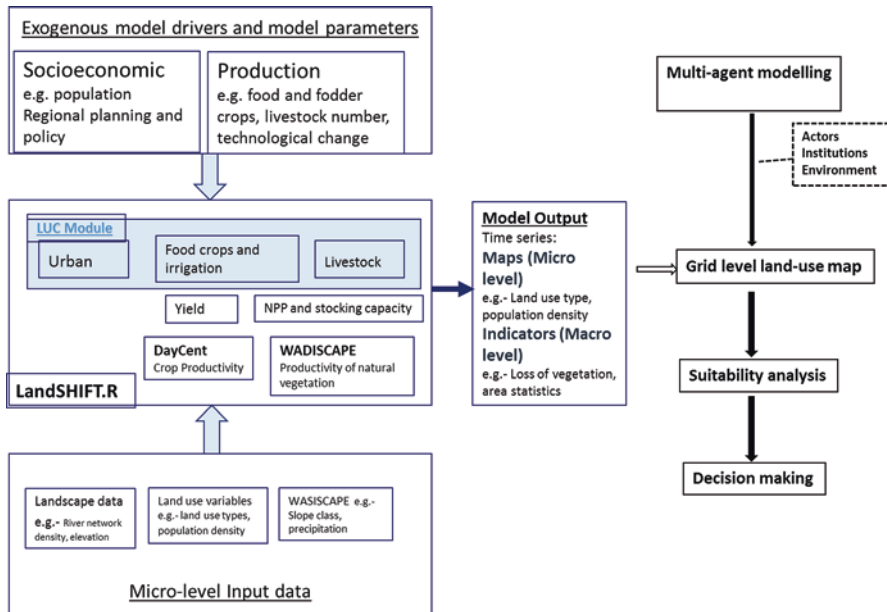 Exogenous model drivers and model parameters
Socioeconomic
e.g. population
Regional planning and
policy
Production
e.g. food and fodder
crops, livestock number,
technological change
LUC Module
Urban
Food crops and
irrigation
Livestock
Yield
NPP and stocking capacity
DayCent
Crop Productivity
WADISCAPE
Productivity of natural
vegetation
LandSHIFT.R
Landscape data
e.g.- River network
density, elevation
Land use variables
e.g.- land use types,
population density
WASISCAPE e.g.-
Slope class,
precipitation
Micro-level Input data
Model Output
Time series:
Maps (Micro
level)
e.g.- Land use type,
population density
Indicators (Macro
level)
e.g.- Loss of vegetation,
area statistics
Multi-agent modelling
Actors
Institutions
Environment
Grid level land-use map
Suitability analysis
Decision making